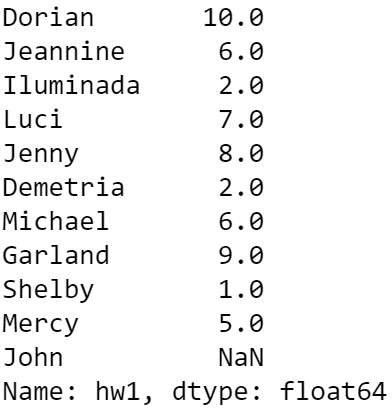 Dorian 10.0
Jeannine 6.0
Iluminada 2.0
Luci 7.0
Jenny 8.0
Demetria 2.0
Michael 6.0
Garland 9.0
Shelby 1.0
Mercy 5.0
John NaN
Name: hw1, dtype: float64